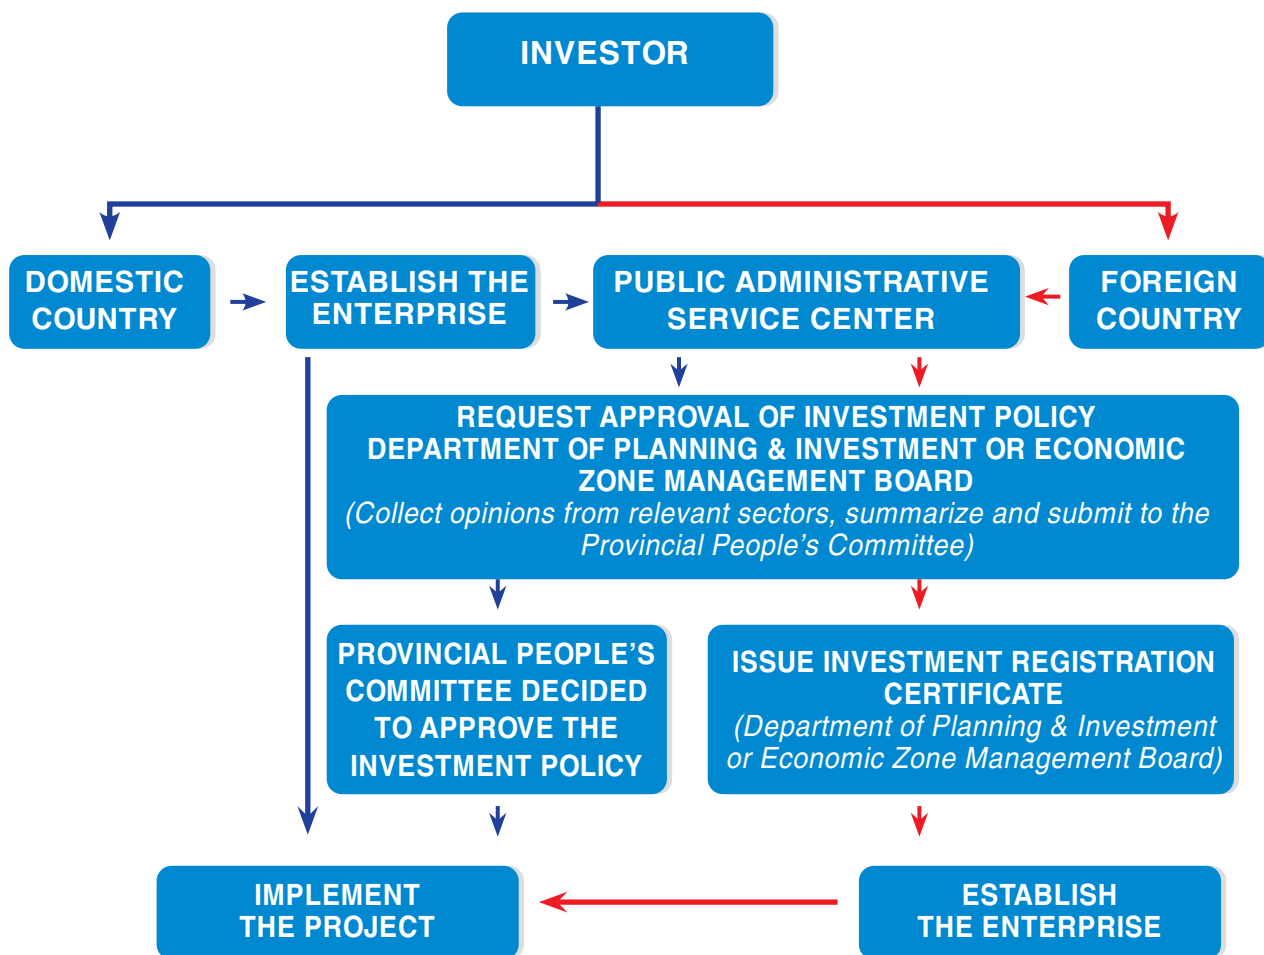 INVESTOR
DOMESTIC
COUNTRY
ESTABLISH THE
ENTERPRISE
PUBLIC ADMINISTRATIVE
SERVICE CENTER
FOREIGN
COUNTRY
REQUEST APPROVAL OF INVESTMENT POLICY
DEPARTMENT OF PLANNING & INVESTMENT OR ECONOMIC
ZONE MANAGEMENT BOARD
(Collect opinions from relevant sectors, summarize and submit to the
Provincial People’s Committee)
PROVINCIAL PEOPLE’S
COMMITTEE DECIDED
TO APPROVE THE
INVESTMENT POLICY
ISSUE INVESTMENT REGISTRATION
CERTIFICATE
(Department of Planning & Investment
or Economic Zone Management Board)
IMPLEMENT
THE PROJECT
ESTABLISH
THE ENTERPRISE